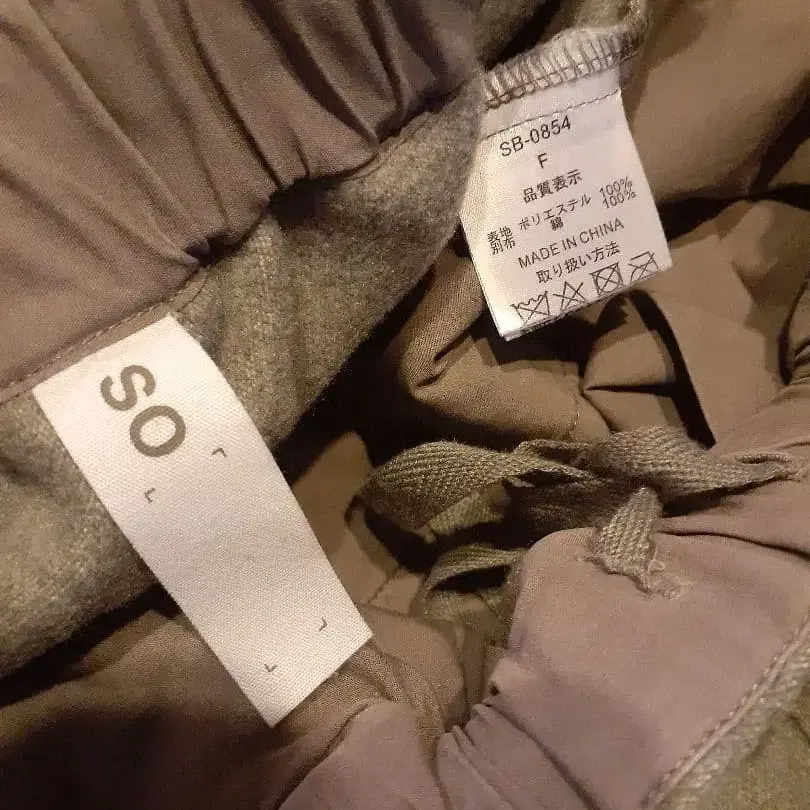 SO
SB-0854
F
品質表示
表地 ポリエステル 100%
別布 綿 100%
MADE IN CHINA
取り扱い方法